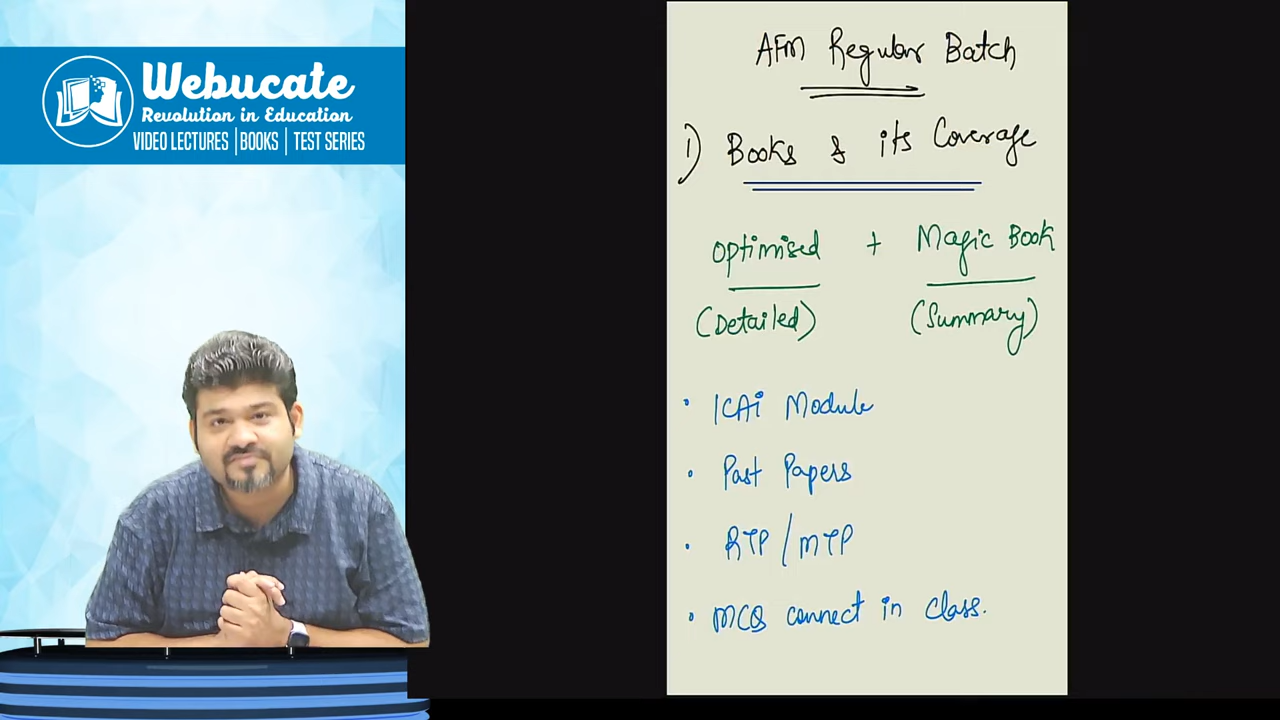 Webucate
Revolution in Education
VIDEO LECTURES | BOOKS | TEST SERIES
AFM Regular Batch
1) Books & its Coverage
Optimised + Magic Book
(Detailed) (Summary)
• ICAi Module
• Past Papers
• RTP / MTP
• MCQ connect in class.